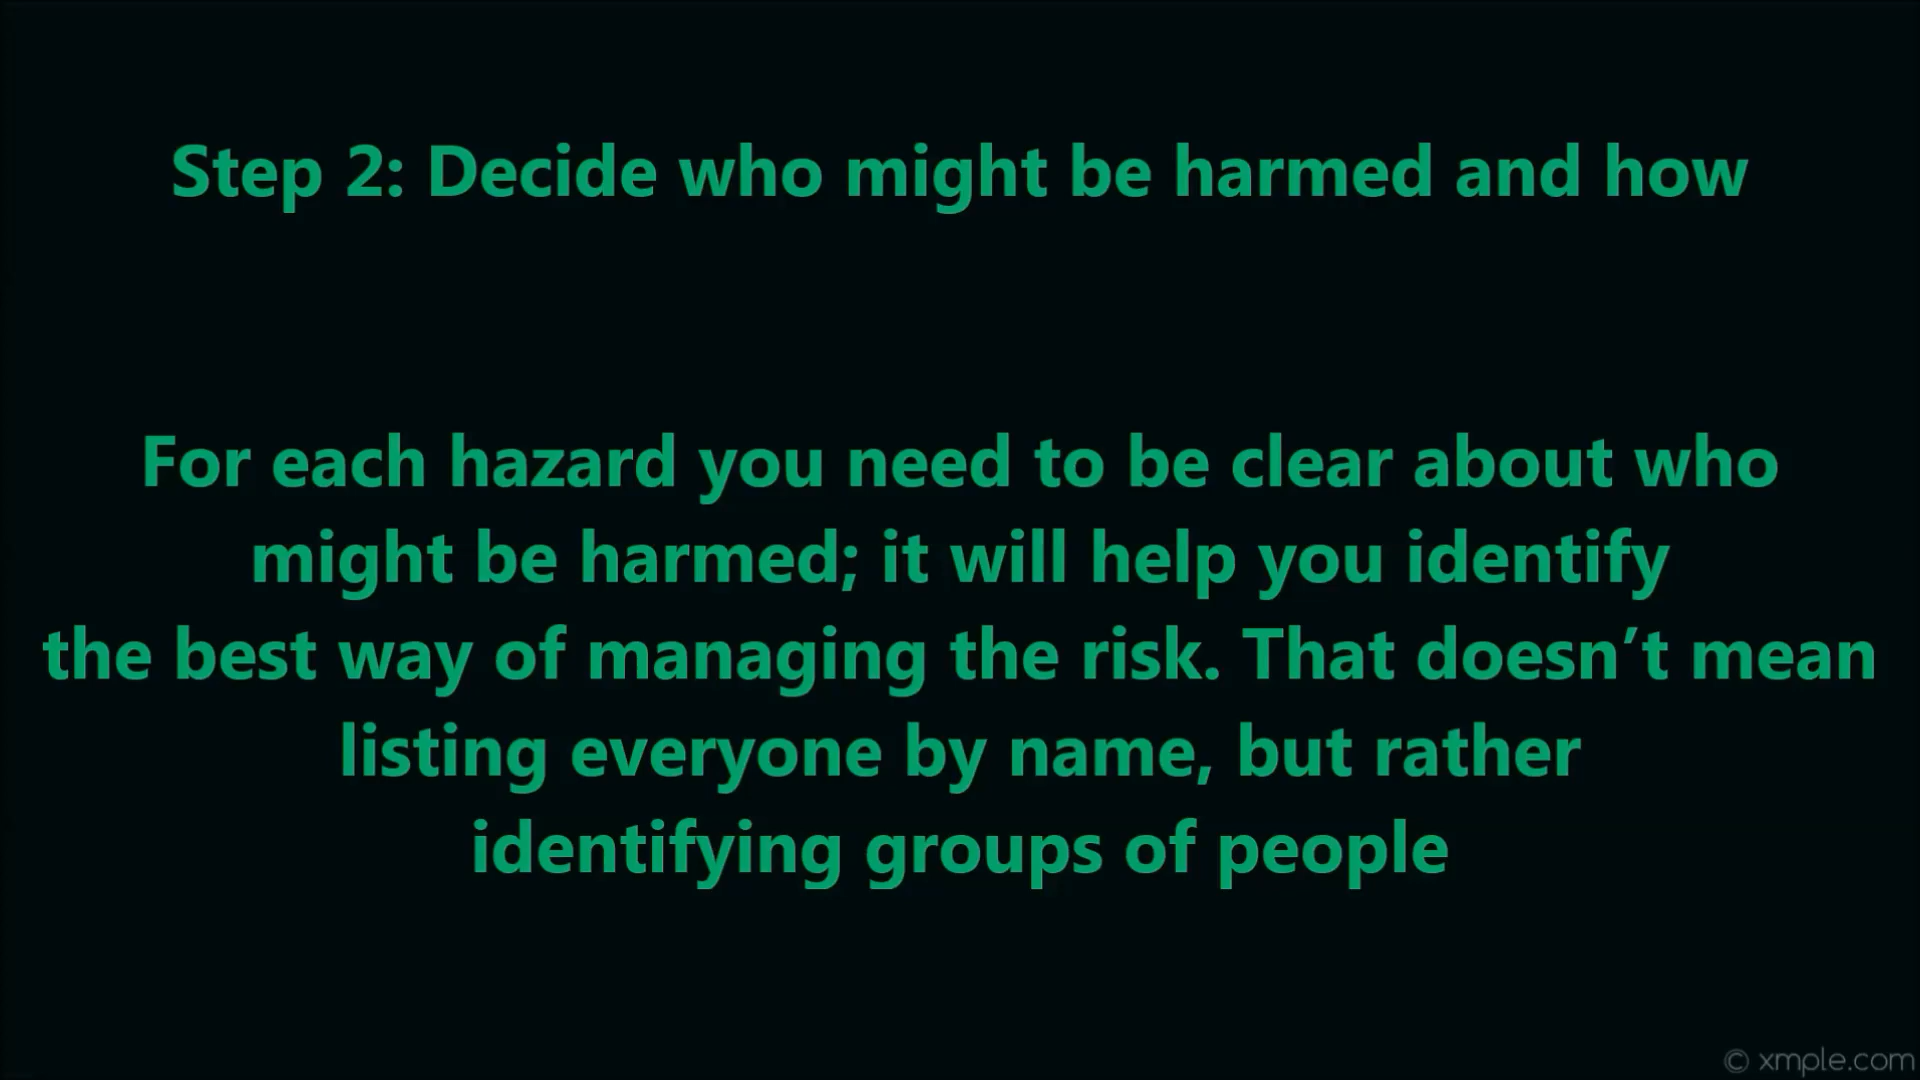 Step 2: Decide who might be harmed and how
For each hazard you need to be clear about who
might be harmed; it will help you identify
the best way of managing the risk. That doesn’t mean
listing everyone by name, but rather
identifying groups of people
© xmple.com